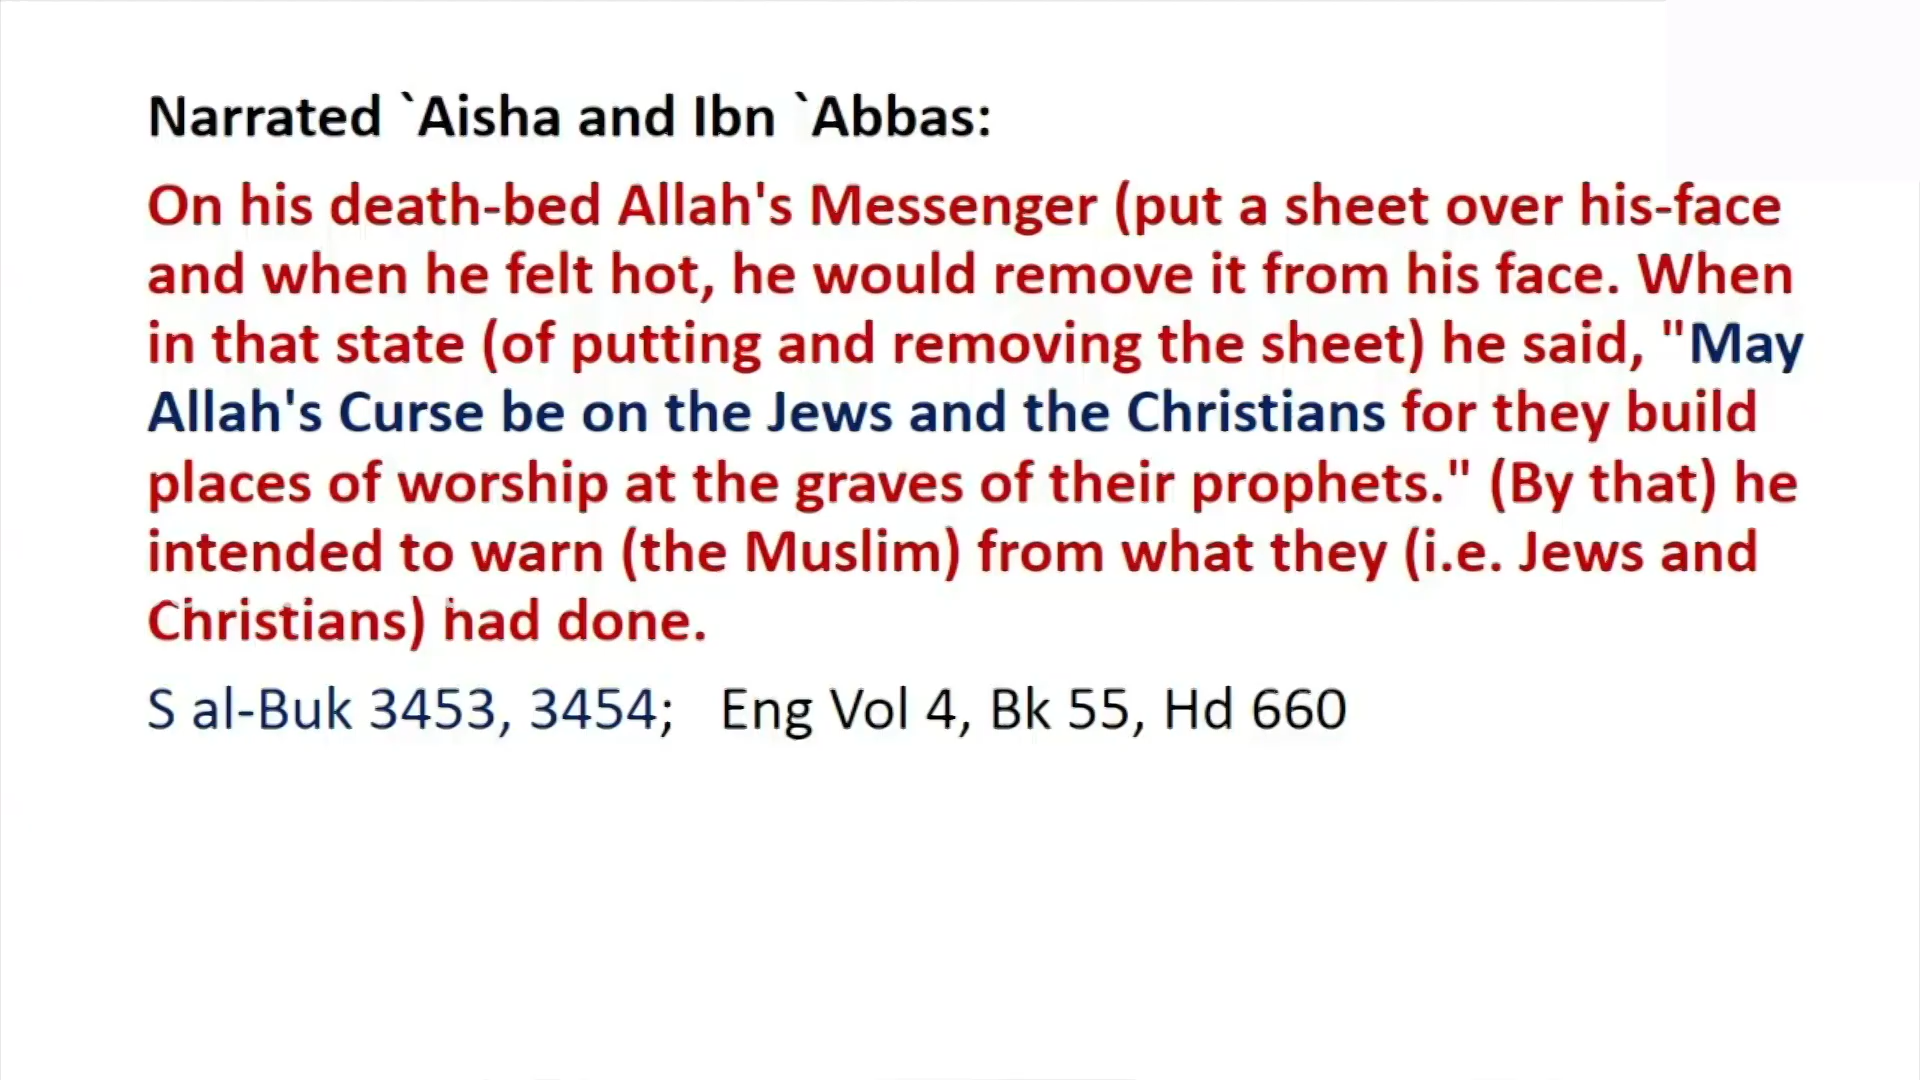 Narrated `Aisha and Ibn `Abbas:
On his death-bed Allah's Messenger (put a sheet over his-face
and when he felt hot, he would remove it from his face. When
in that state (of putting and removing the sheet) he said, "May
Allah's Curse be on the Jews and the Christians for they build
places of worship at the graves of their prophets." (By that) he
intended to warn (the Muslim) from what they (i.e. Jews and
Christians) had done.
S al-Buk 3453, 3454;   Eng Vol 4, Bk 55, Hd 660